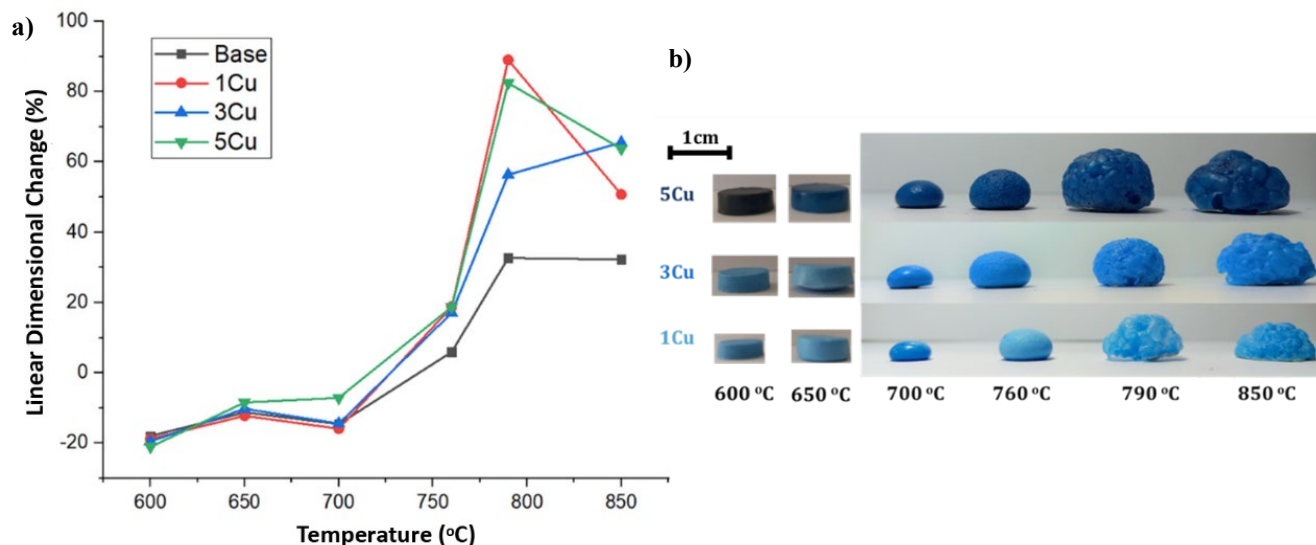 a)
100
80
60
40
20
0
-20
Linear Dimensional Change (%)
Base
1Cu
3Cu
5Cu
600 650 700 750 800 850
Temperature (ºC)
b)
1cm
5Cu
3Cu
1Cu
600 ºC 650 ºC 700 ºC 760 ºC 790 ºC 850 ºC